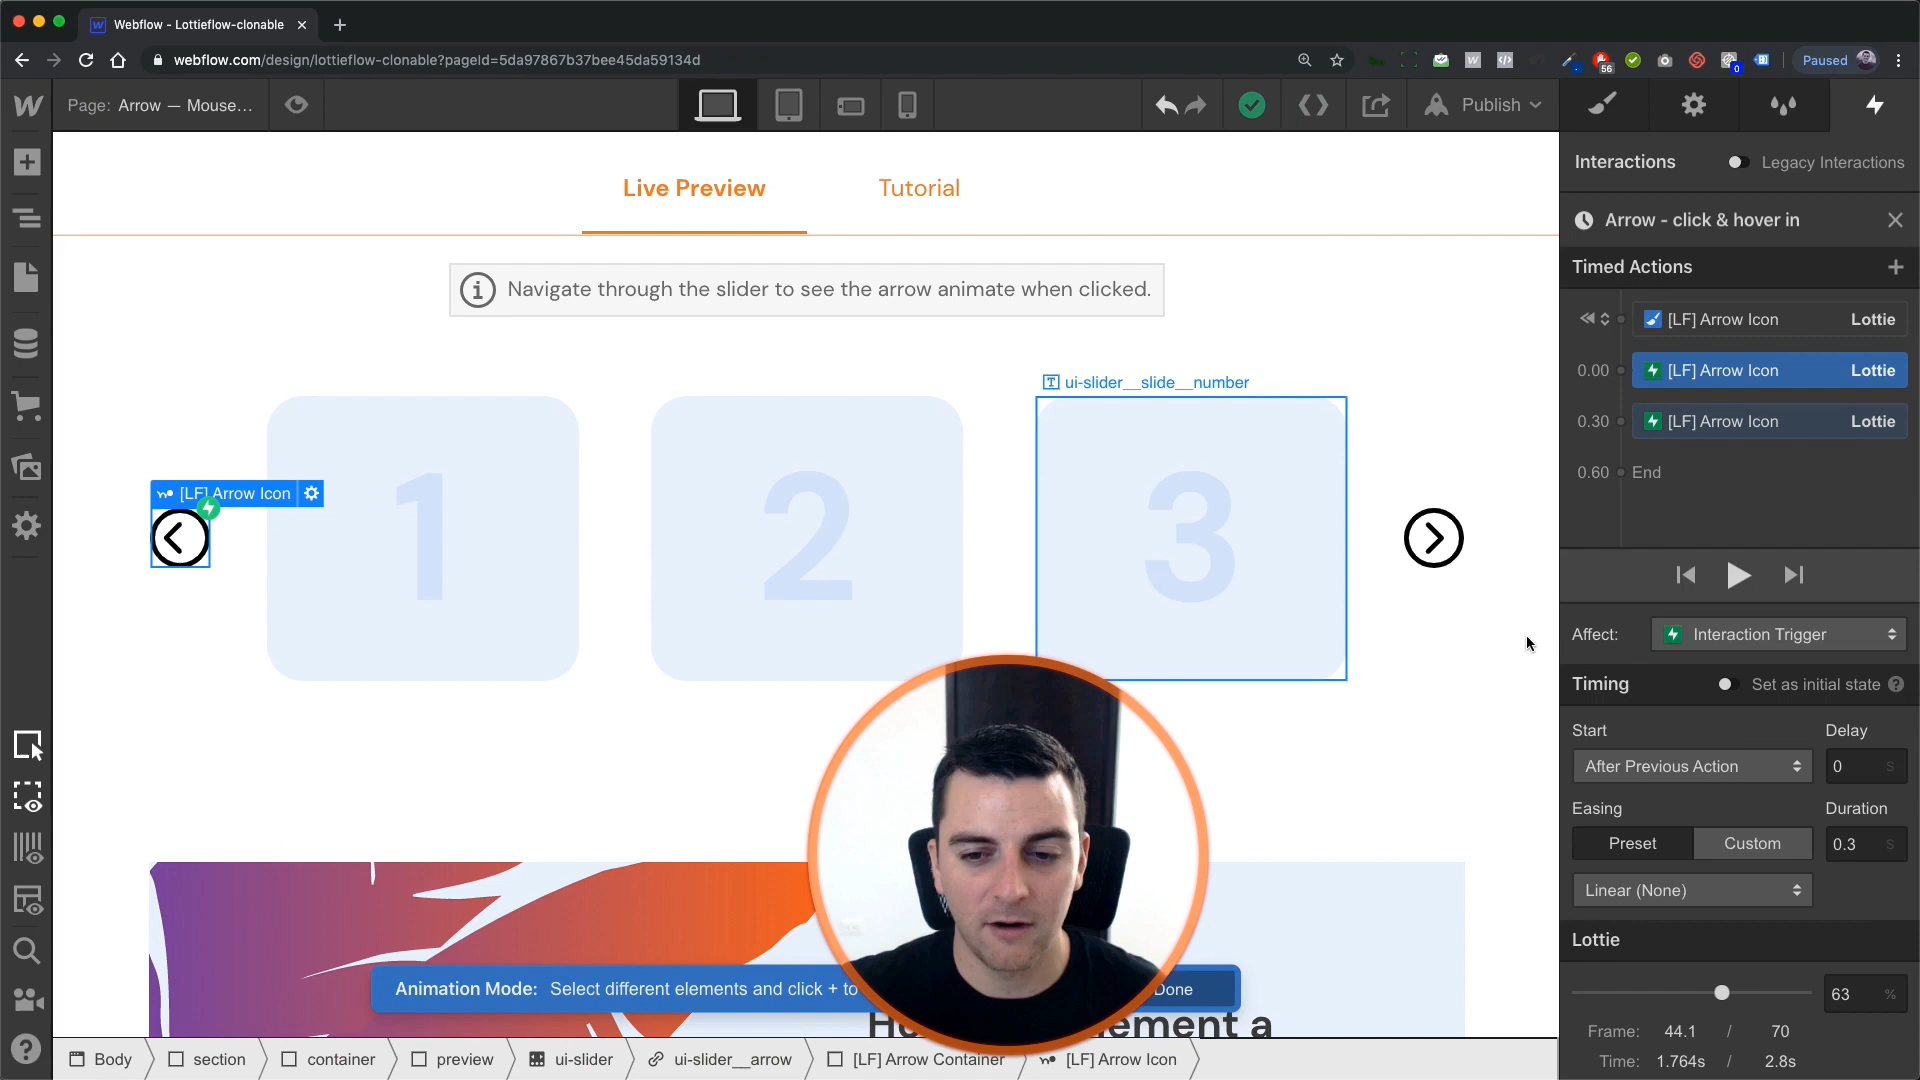 Webflow - Lottieflow-clonable
webflow.com/design/lottieflow-clonable?pageId=5da97867b37bee45da59134d
56
0
Paused
Page: Arrow — Mouse...
Publish
Live Preview
Tutorial
Navigate through the slider to see the arrow animate when clicked.
ui-slider__slide__number
[LF] Arrow Icon
1
2
3
Animation Mode: Select different elements and click + to
Done
Body
section
container
preview
ui-slider
ui-slider__arrow
[LF] Arrow Container
[LF] Arrow Icon
Interactions
Legacy Interactions
Arrow - click & hover in
Timed Actions
[LF] Arrow Icon Lottie
0.00 [LF] Arrow Icon Lottie
0.30 [LF] Arrow Icon Lottie
0.60 End
Affect: Interaction Trigger
Timing Set as initial state
Start Delay
After Previous Action 0 S
Easing Duration
Preset Custom 0.3 S
Linear (None)
Lottie
63 %
Frame: 44.1 / 70
Time: 1.764s / 2.8s